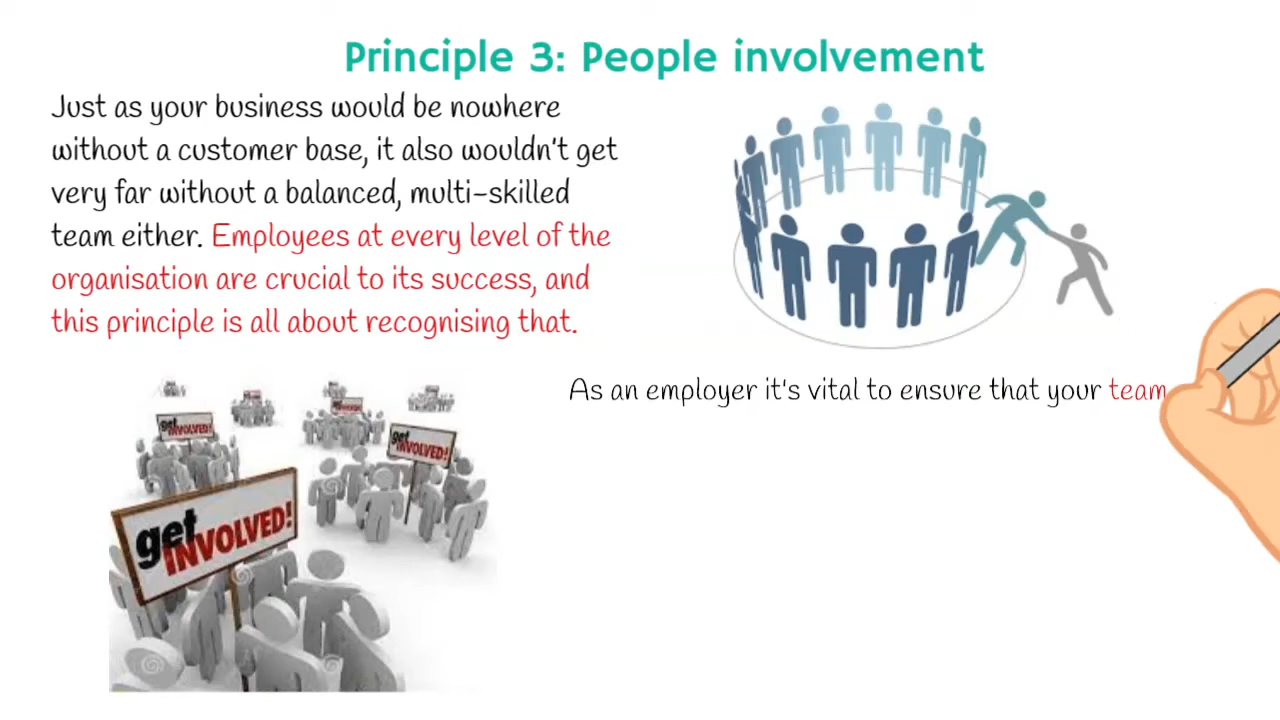 Principle 3: People involvement
Just as your business would be nowhere
without a customer base, it also wouldn't get
very far without a balanced, multi-skilled
team either. Employees at every level of the
organisation are crucial to its success, and
this principle is all about recognising that.
As an employer it's vital to ensure that your team
get
INVOLVED!
get
INVOLVED!
get
INVOLVED!